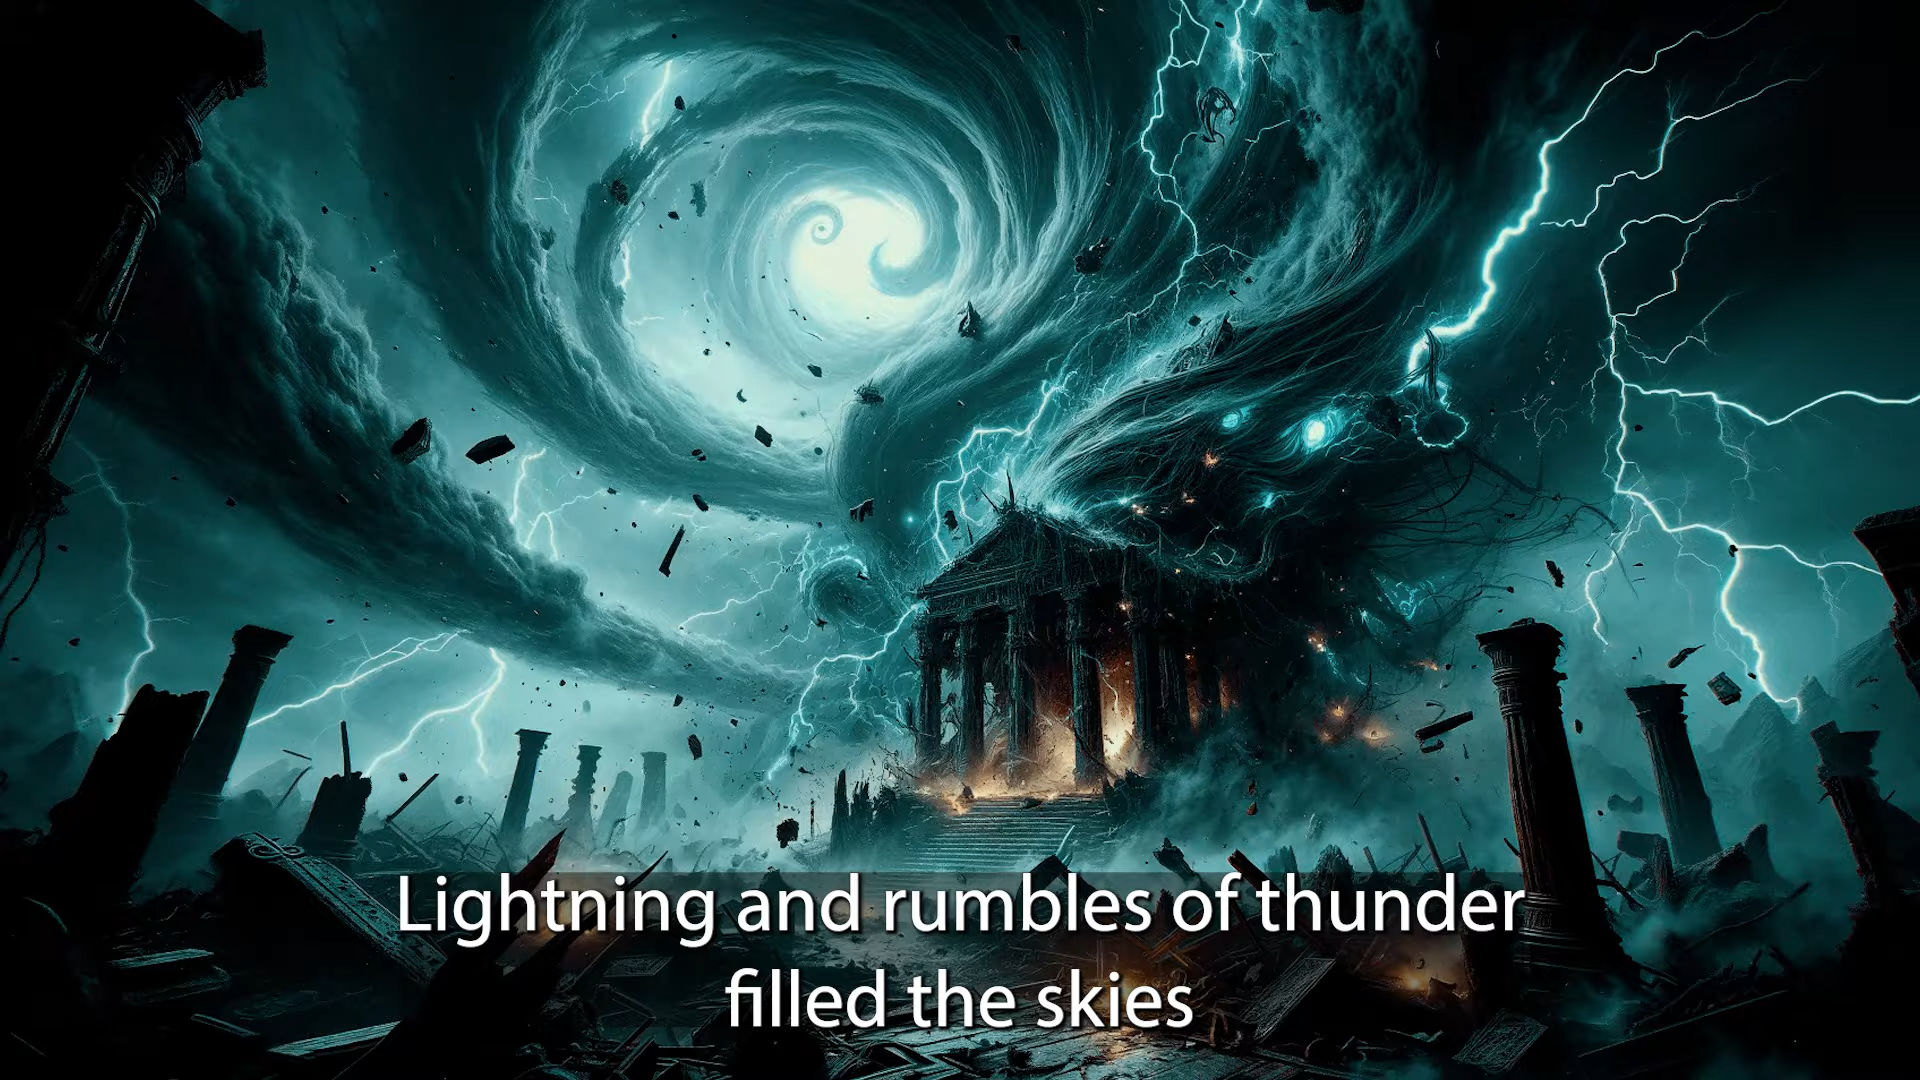 Lightning and rumbles of thunder
filled the skies